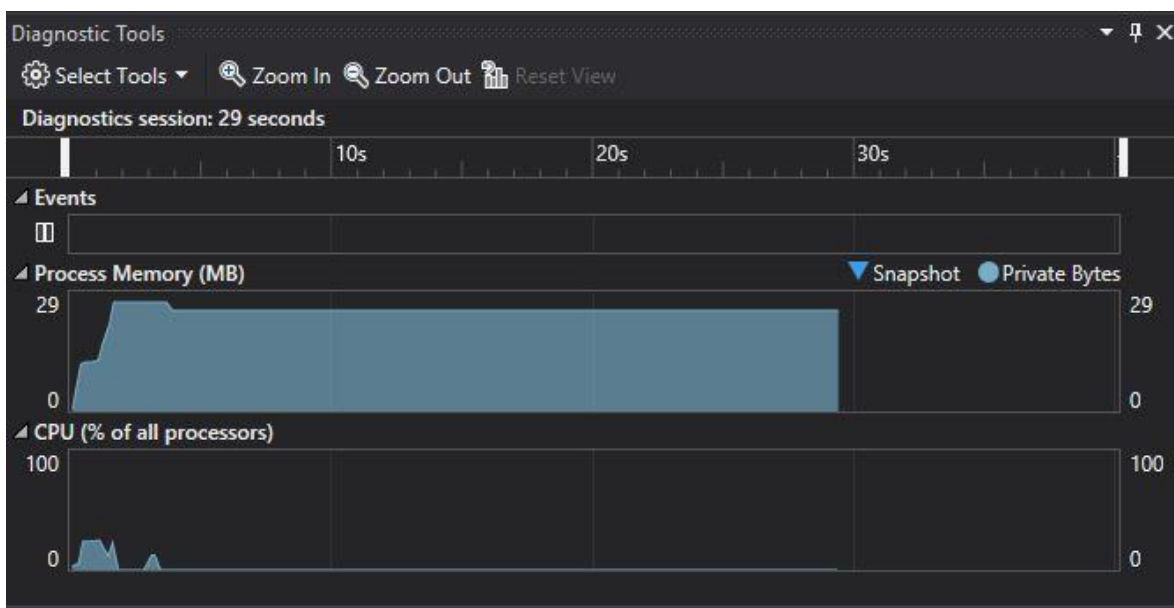 Diagnostic Tools
Select Tools Zoom In Zoom Out Reset View
Diagnostics session: 29 seconds
10s 20s 30s
Events
Process Memory (MB) Snapshot Private Bytes
29 29
0 0
CPU (% of all processors)
100 100
0 0